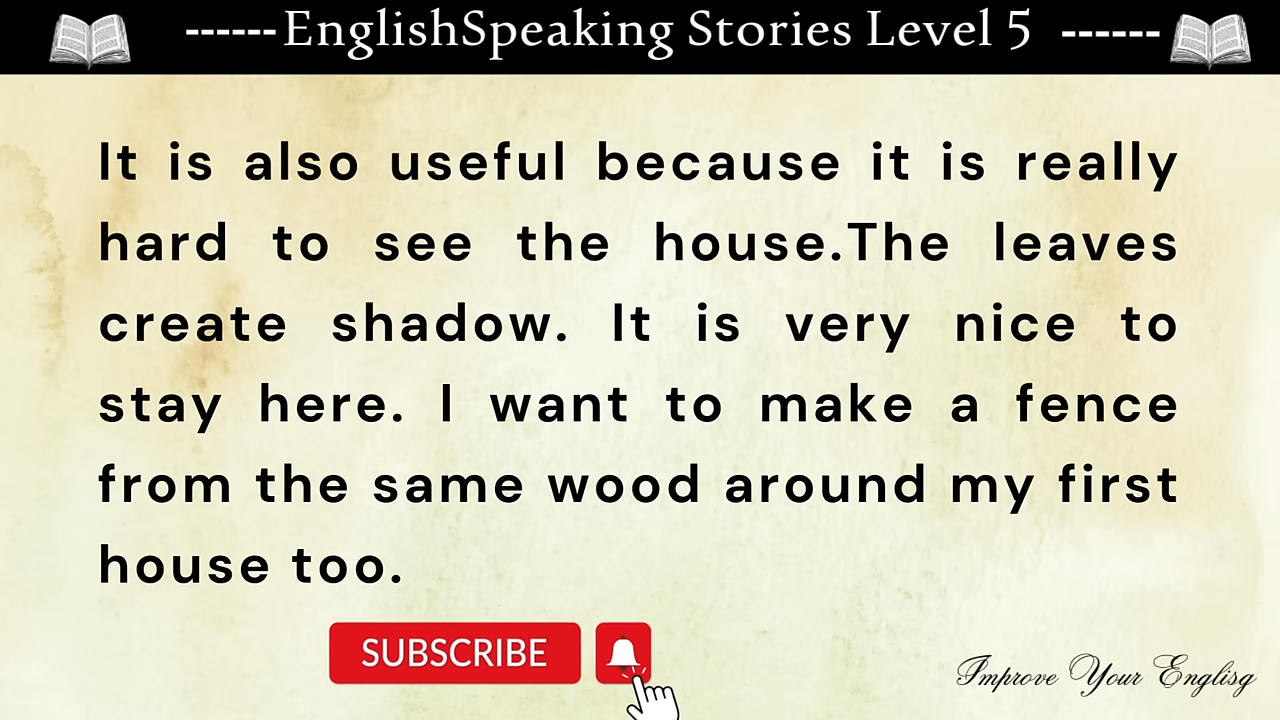 ------EnglishSpeaking Stories Level 5 ------
It is also useful because it is really
hard to see the house.The leaves
create shadow. It is very nice to
stay here. I want to make a fence
from the same wood around my first
house too.
SUBSCRIBE
Improve Your Englisg